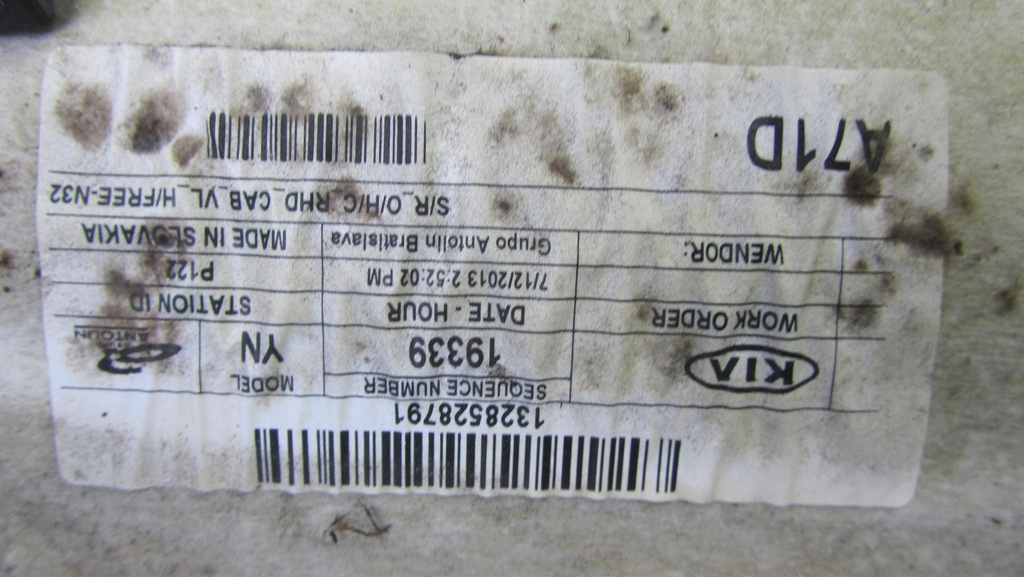 1328528791
KIA
SEQUENCE NUMBER
19339
MODEL
YN
ANTOLIN
WORK ORDER
DATE - HOUR
STATION ID
7/12/2013 2:52:02 PM
P122
WENDOR:
Grupo Antolin Bratislava
MADE IN SLOVAKIA
S/R_O/H/C_RHD_CAB_VL_H/FREE-N32
A71D